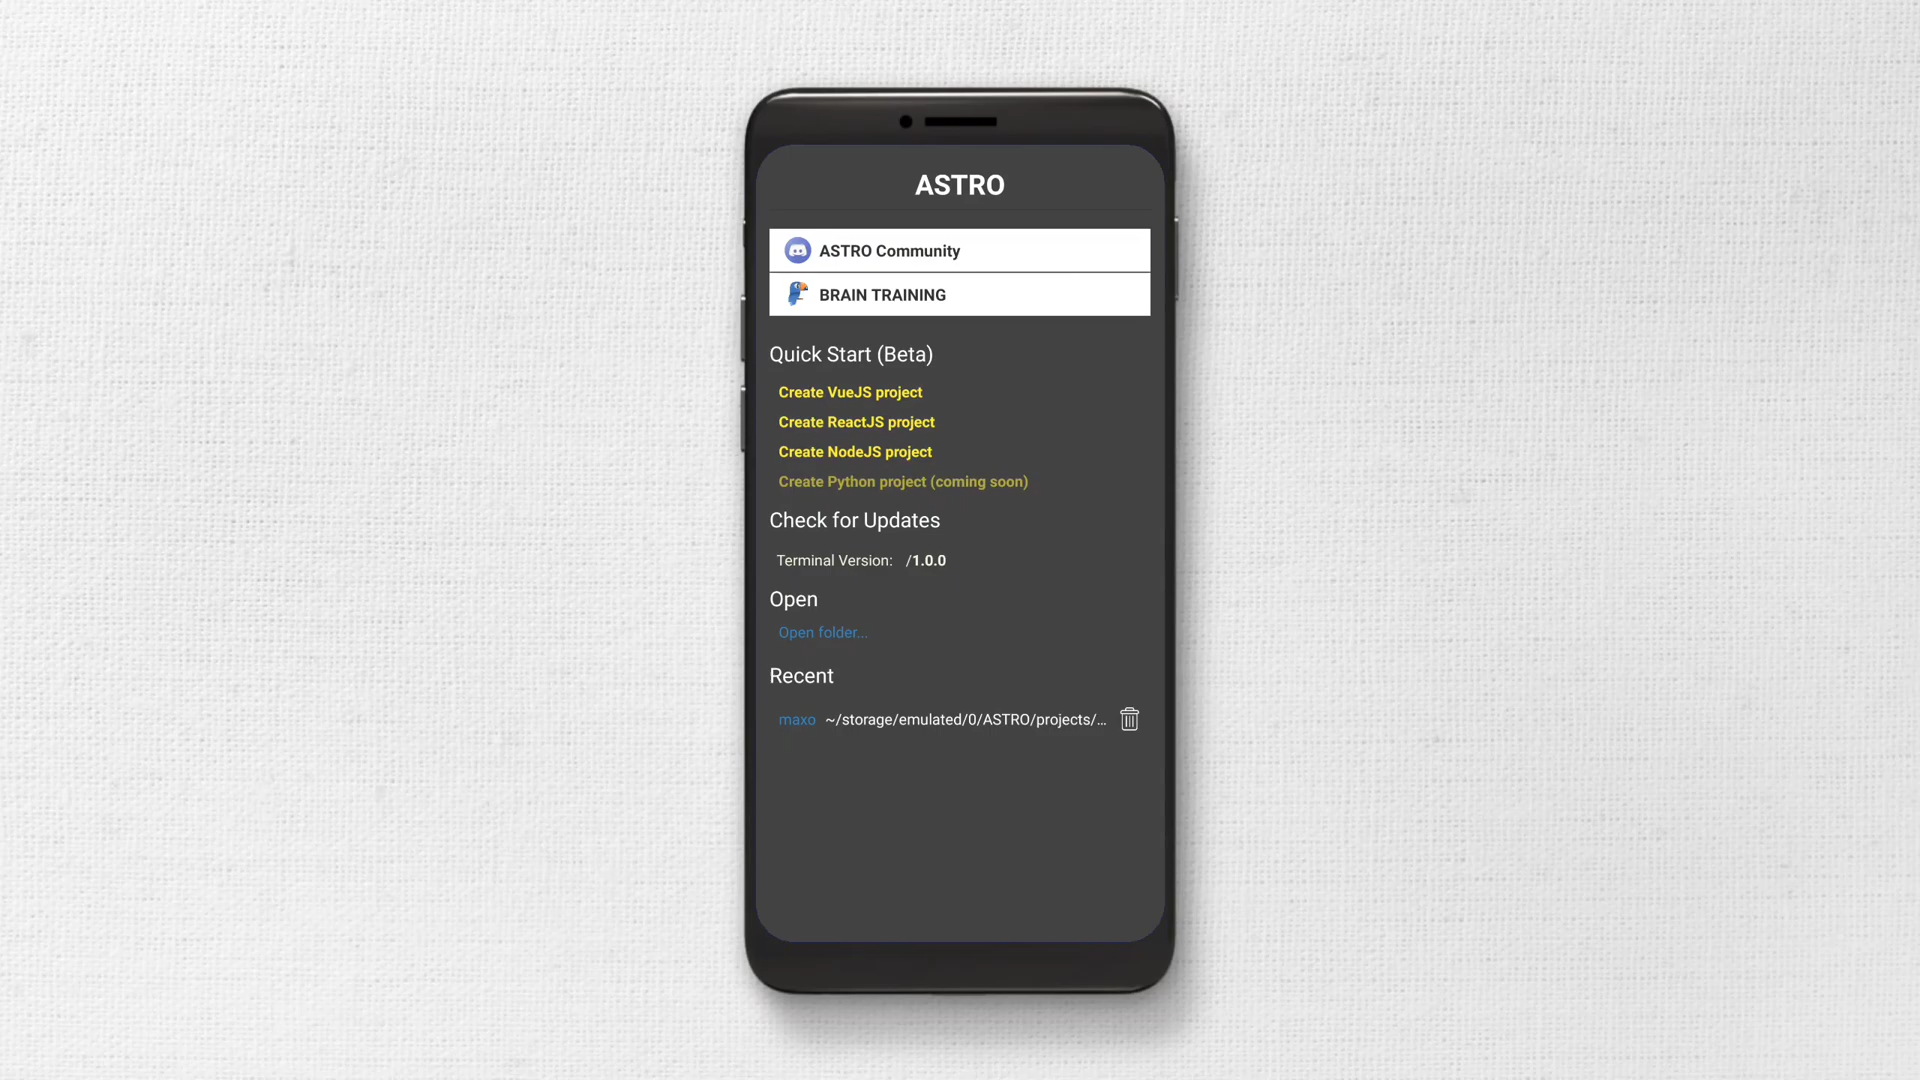 ASTRO
ASTRO Community
BRAIN TRAINING
Quick Start (Beta)
Create VueJS project
Create ReactJS project
Create NodeJS project
Create Python project (coming soon)
Check for Updates
Terminal Version: /1.0.0
Open
Open folder...
Recent
maxo ~/storage/emulated/0/ASTRO/projects/...